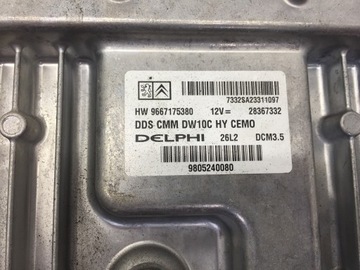 7332SA23311097
HW 9667175380 12V= 28367332
DDS CMM DW10C HY CEMO
DELPHI 26L2 DCM3.5
9805240080